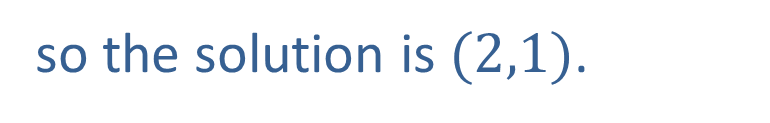 so the solution is (2,1).